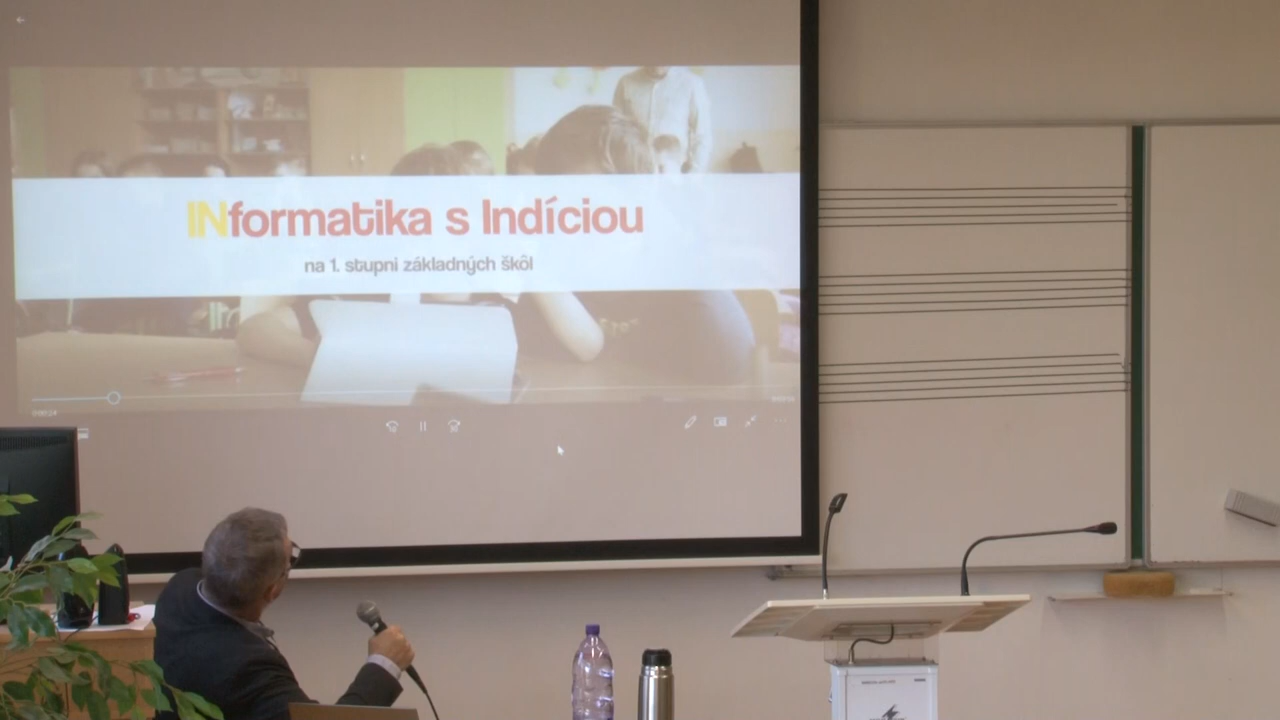 INformatika s Indíciou
na 1. stupni základných škôl